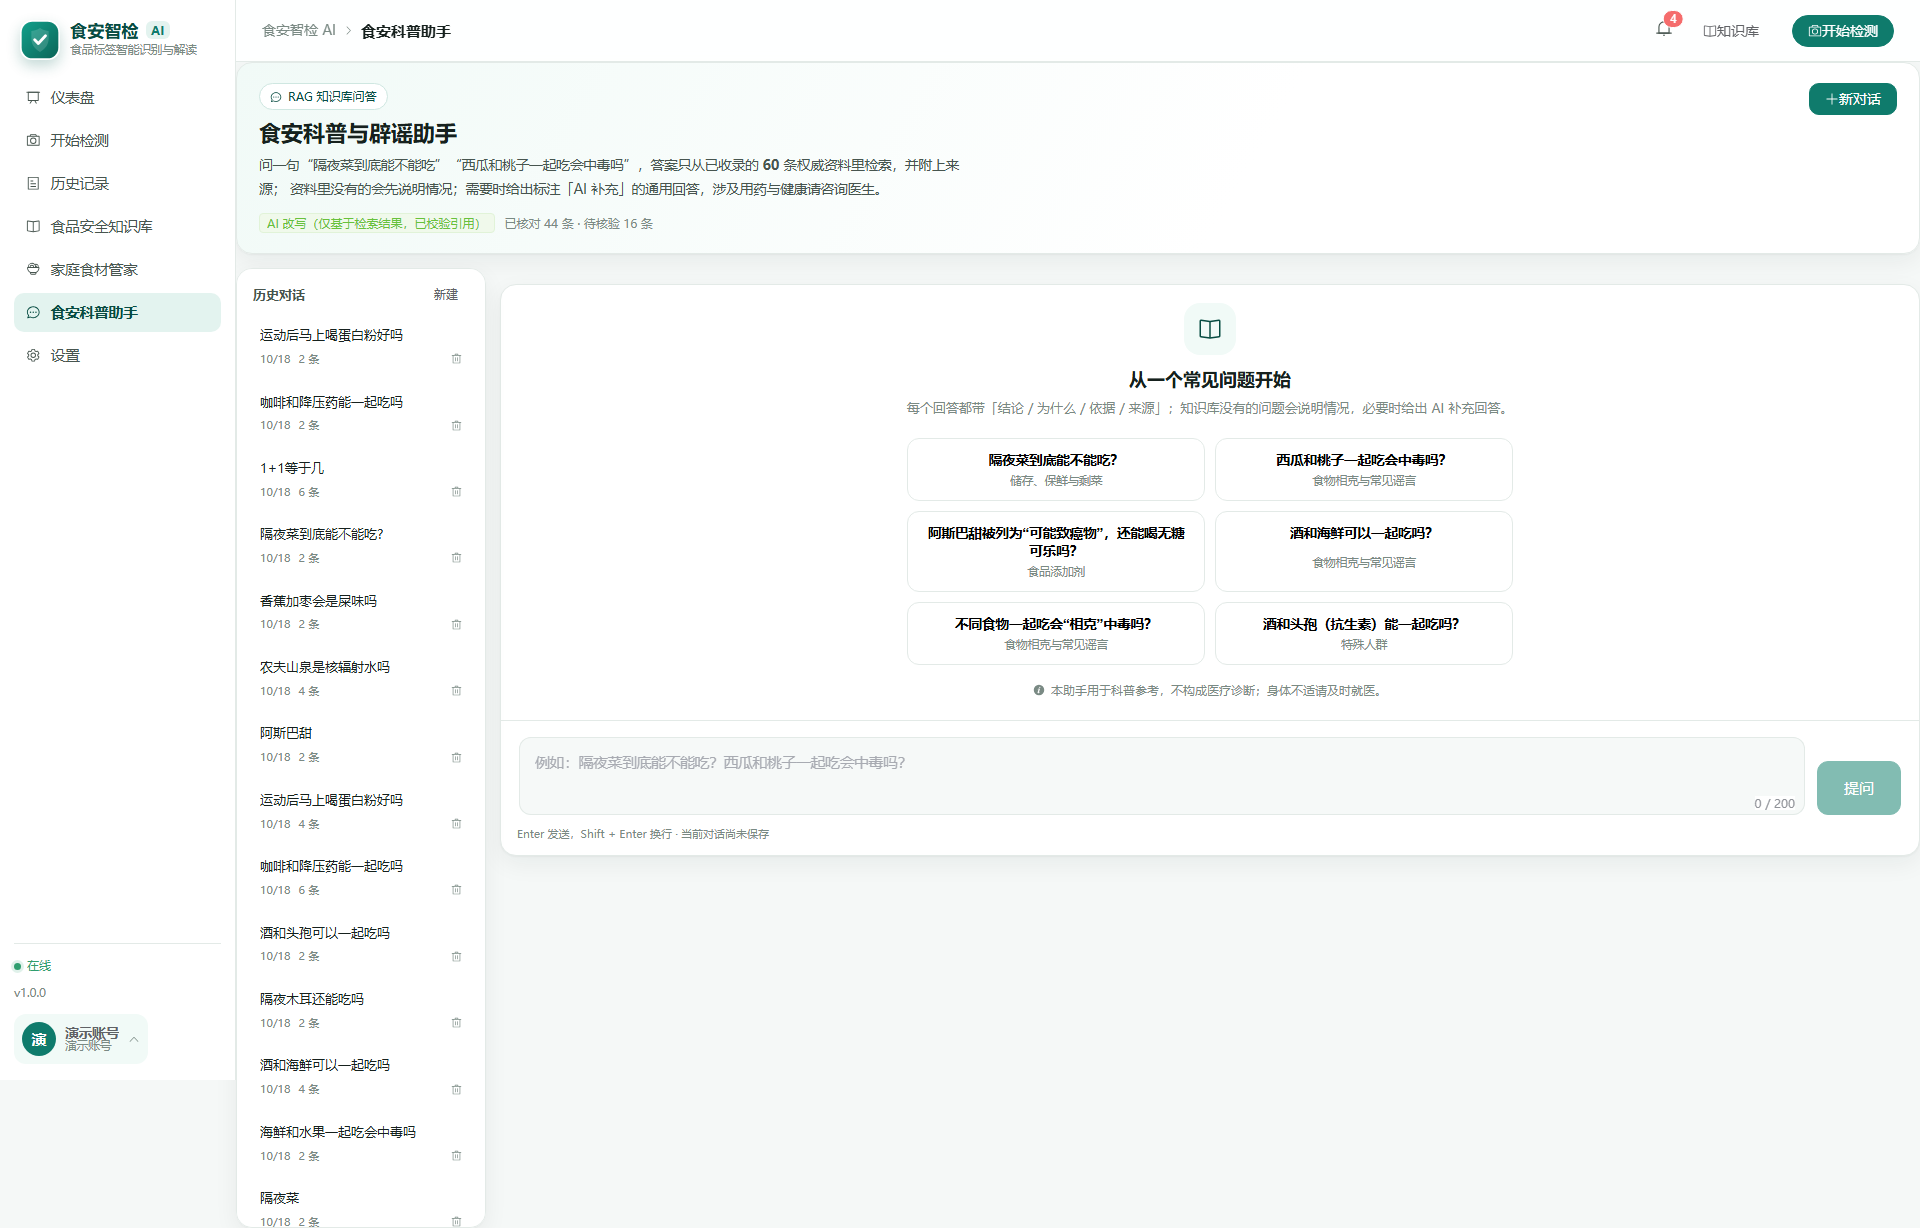 食安智检 AI
食品标签智能识别与解读
仪表盘
开始检测
历史记录
食品安全知识库
家庭食材管家
食安科普助手
设置
在线
v1.0.0
演
演示账号
演示账号
食安智检 AI > 食安科普助手
4
知识库
开始检测
RAG 知识库问答
+新对话
食安科普与辟谣助手
问一句“隔夜菜到底能不能吃”“西瓜和桃子一起吃会中毒吗”，答案只从已收录的 60 条权威资料里检索，并附上来
源； 资料里没有的会先说明情况；需要时给出标注「AI 补充」的通用回答，涉及用药与健康请咨询医生。
AI 改写（仅基于检索结果，已校验引用） 已核对 44 条 · 待核验 16 条
历史对话 新建
运动后马上喝蛋白粉好吗
10/18 2 条
咖啡和降压药能一起吃吗
10/18 2 条
1+1等于几
10/18 6 条
隔夜菜到底能不能吃？
10/18 2 条
香蕉加枣会是屎味吗
10/18 2 条
农夫山泉是核辐射水吗
10/18 4 条
阿斯巴甜
10/18 2 条
运动后马上喝蛋白粉好吗
10/18 4 条
咖啡和降压药能一起吃吗
10/18 6 条
酒和头孢可以一起吃吗
10/18 2 条
隔夜木耳还能吃吗
10/18 2 条
酒和海鲜可以一起吃吗
10/18 4 条
海鲜和水果一起吃会中毒吗
10/18 2 条
隔夜菜
10/18 2 条
从一个常见问题开始
每个回答都带「结论 / 为什么 / 依据 / 来源」；知识库没有的问题会说明情况，必要时给出 AI 补充回答。
隔夜菜到底能不能吃？
储存、保鲜与剩菜
西瓜和桃子一起吃会中毒吗？
食物相克与常见谣言
阿斯巴甜被列为“可能致癌物”，还能喝无糖
可乐吗？
食品添加剂
酒和海鲜可以一起吃吗？
食物相克与常见谣言
不同食物一起吃会“相克”中毒吗？
食物相克与常见谣言
酒和头孢（抗生素）能一起吃吗？
特殊人群
本助手用于科普参考，不构成医疗诊断；身体不适请及时就医。
例如：隔夜菜到底能不能吃？西瓜和桃子一起吃会中毒吗？
0 / 200
提问
Enter 发送，Shift + Enter 换行 · 当前对话尚未保存